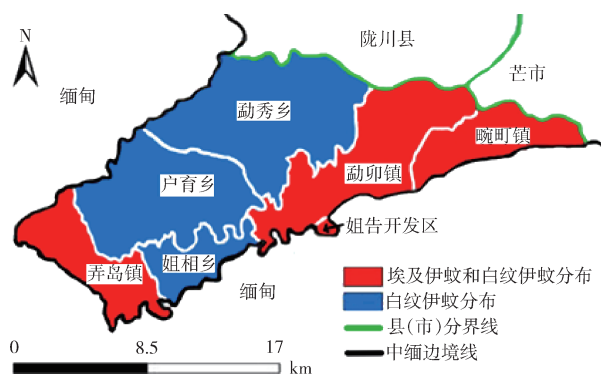 N
陇川县
缅甸
芒市
勐秀乡
畹町镇
户育乡
勐卯镇
姐告开发区
弄岛镇
姐相乡
缅甸
埃及伊蚊和白纹伊蚊分布
白纹伊蚊分布
县(市)分界线
中缅边境线
0 8.5 17
km